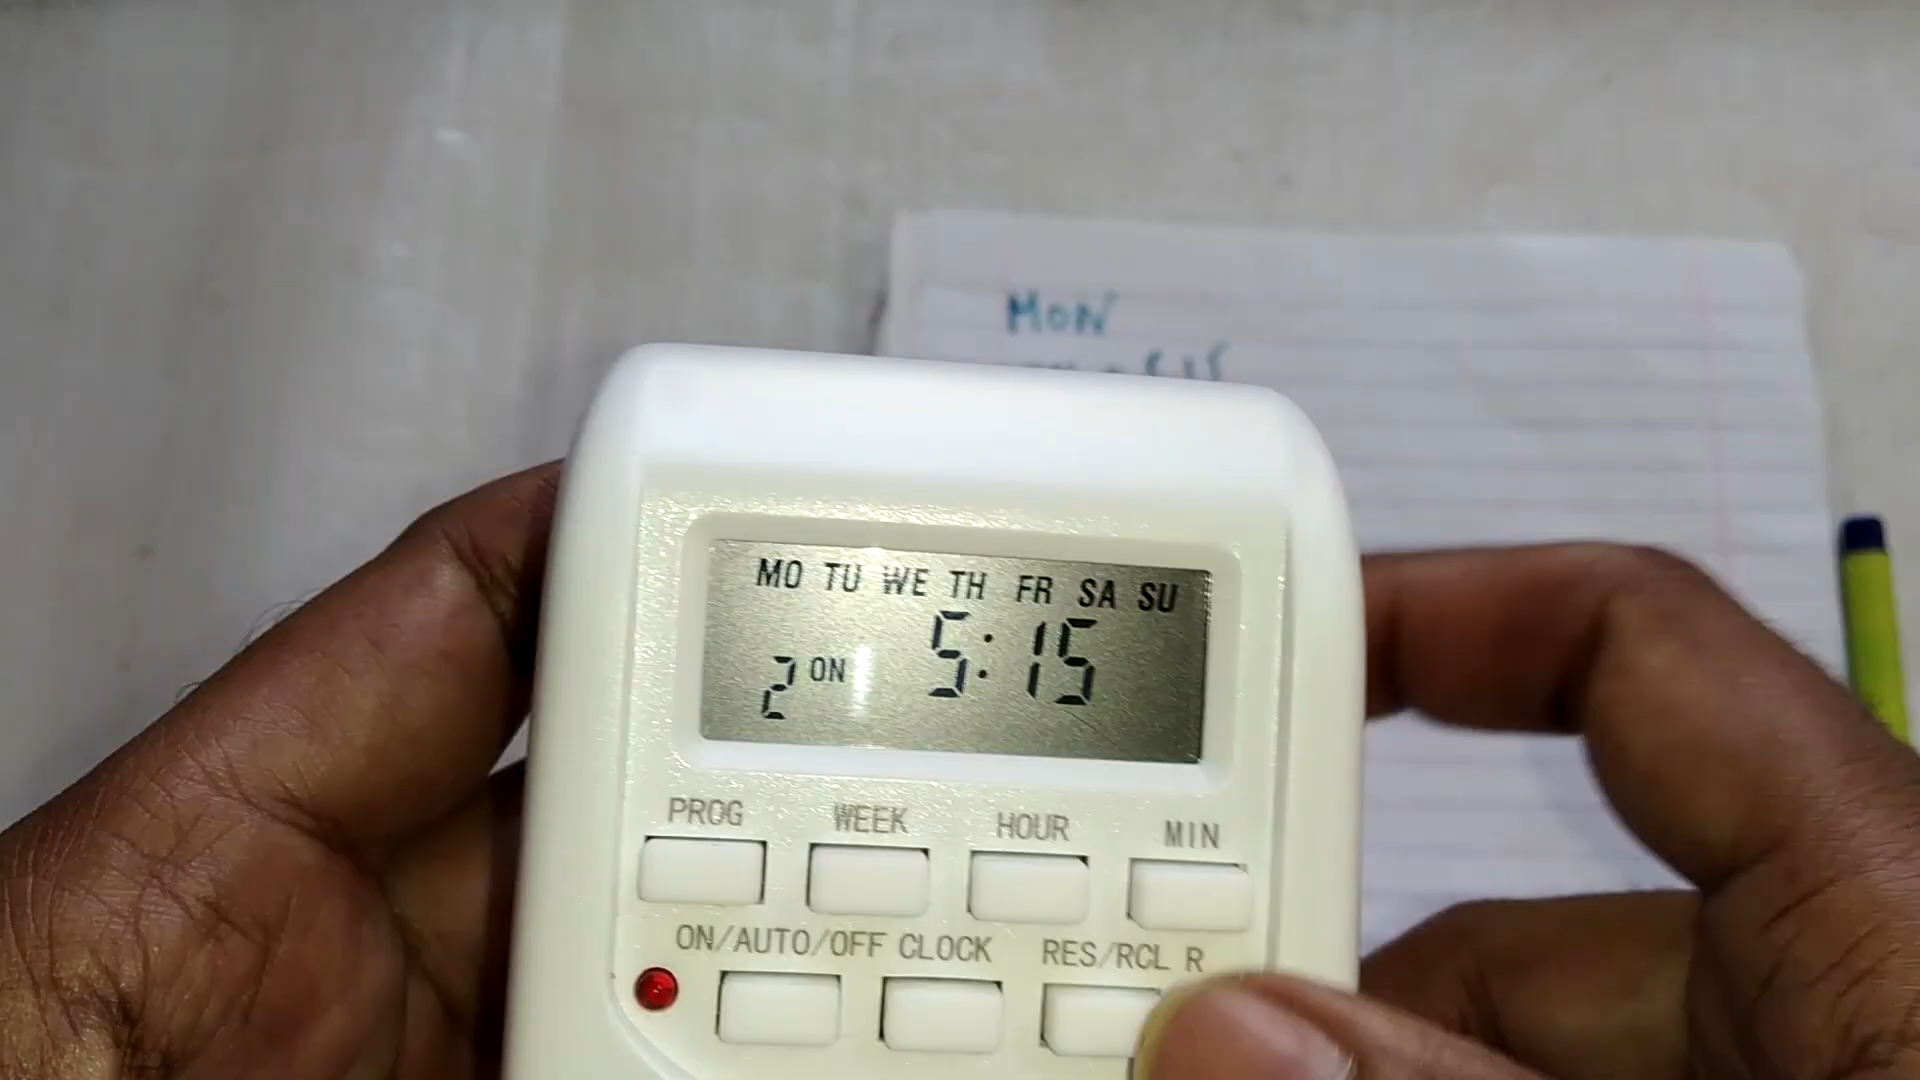 MON
MO TU WE TH FR SA SU
2 ON 5:15
PROG WEEK HOUR MIN
ON/AUTO/OFF CLOCK RES/RCL R